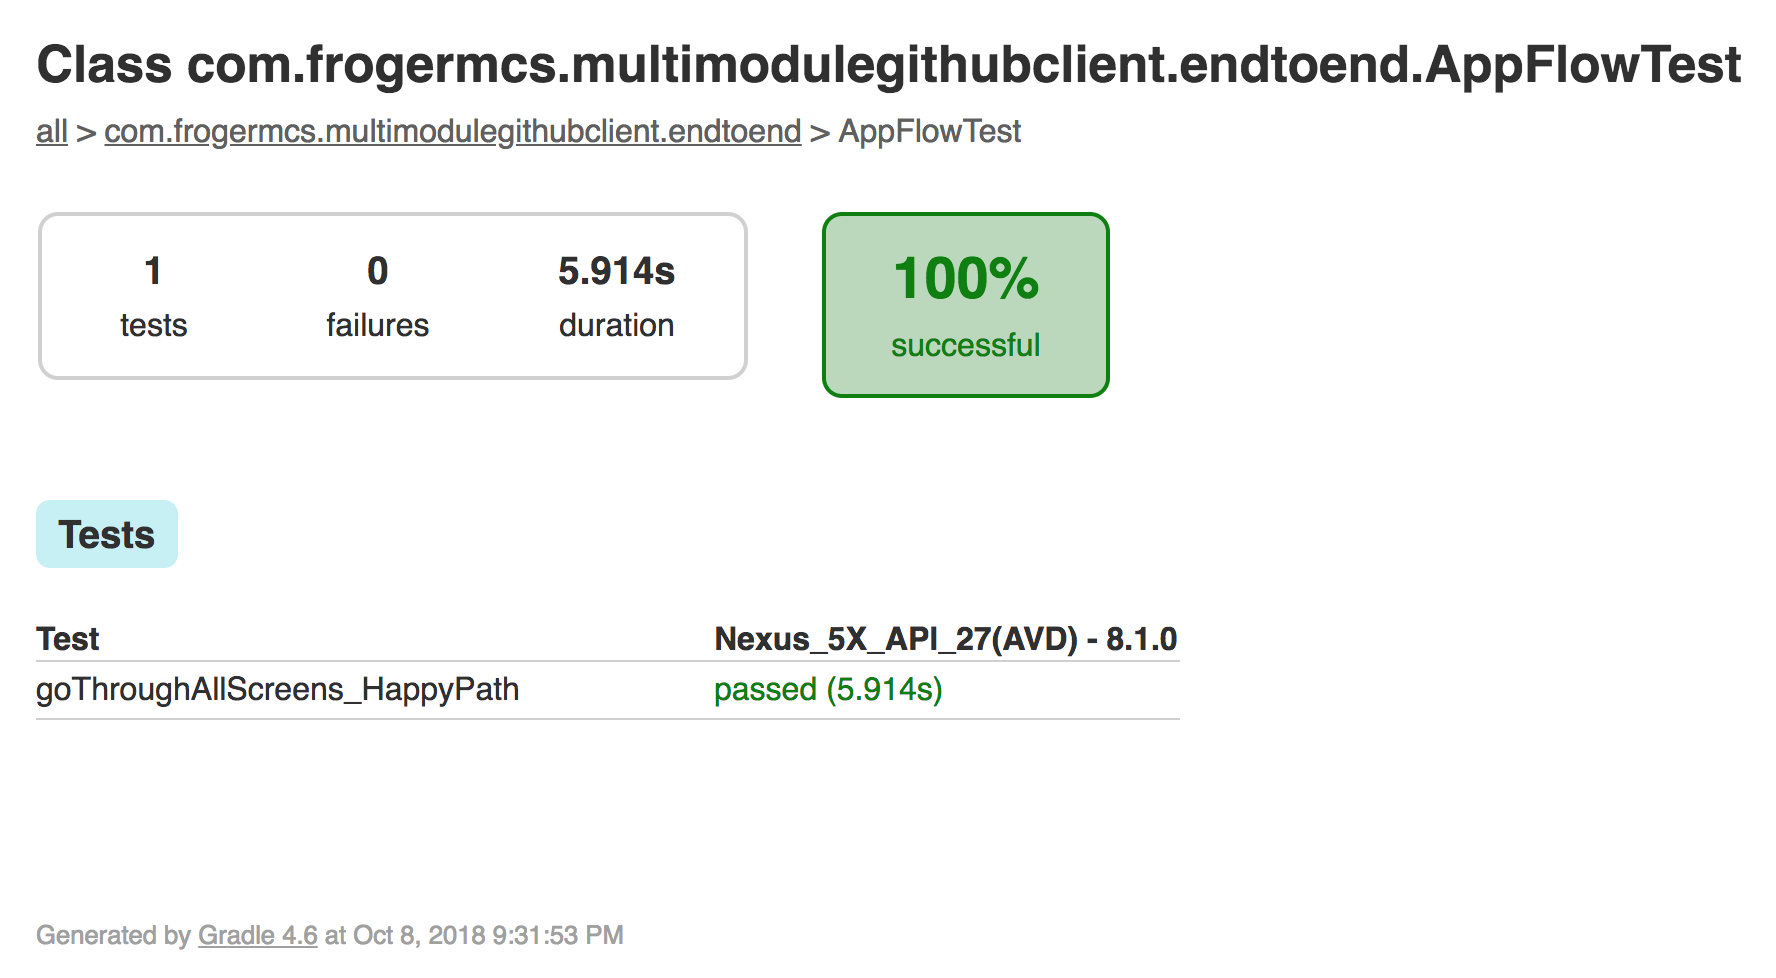 Class com.frogermcs.multimodulegithubclient.endtoend.AppFlowTest
all > com.frogermcs.multimodulegithubclient.endtoend > AppFlowTest
1 0 5.914s
tests failures duration
100%
successful
Tests
Test Nexus_5X_API_27(AVD) - 8.1.0
goThroughAllScreens_HappyPath passed (5.914s)
Generated by Gradle 4.6 at Oct 8, 2018 9:31:53 PM